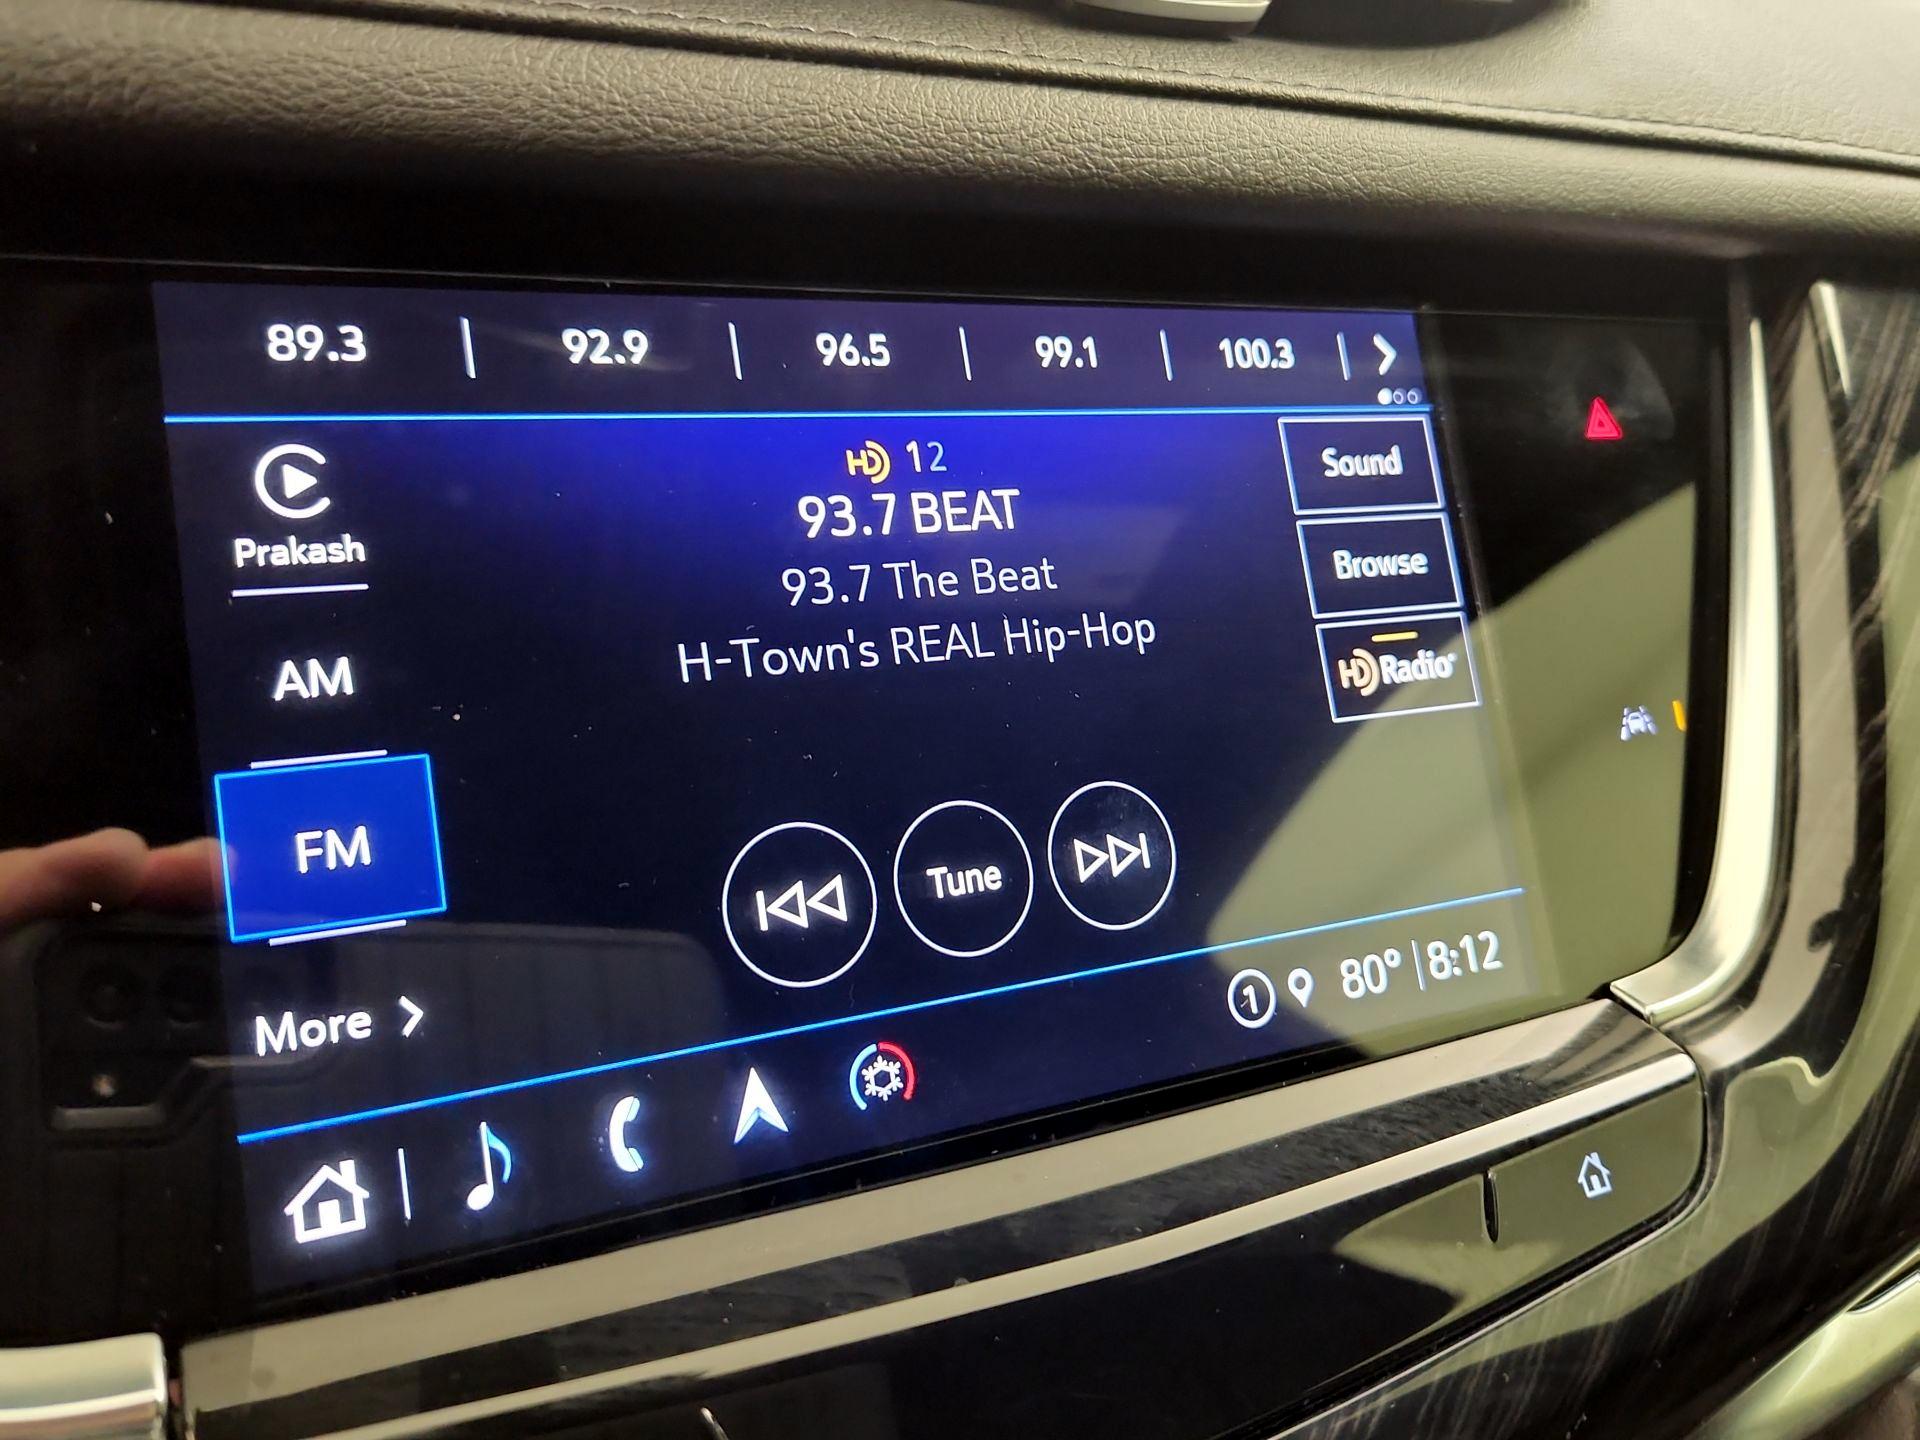 89.3 | 92.9 | 96.5 | 99.1 | 100.3 |
HD 12
93.7 BEAT
93.7 The Beat
H-Town's REAL Hip-Hop
Prakash
AM
FM
More
Sound
Browse
HD Radio
Tune
1 80° | 8:12